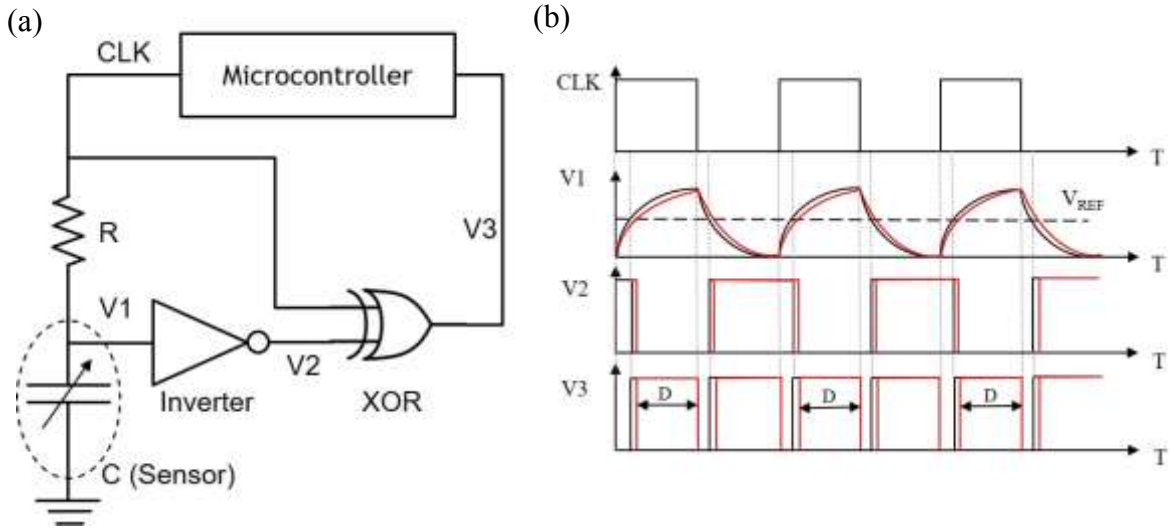 (a)
CLK
Microcontroller
R
V3
V1
V2
Inverter
XOR
C (Sensor)
(b)
CLK
T
V1
VREF
T
V2
T
V3
D
D
D
T